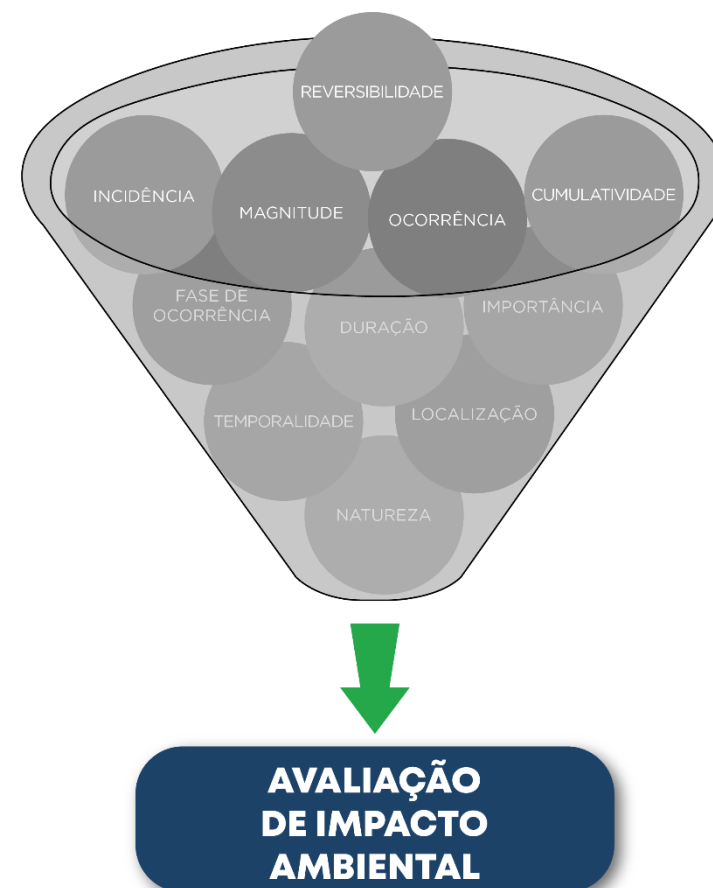 REVERSIBILIDADE
INCIDÊNCIA
MAGNITUDE
OCORRÊNCIA
CUMULATIVIDADE
FASE DE
OCORRÊNCIA
DURAÇÃO
IMPORTÂNCIA
TEMPORALIDADE
LOCALIZAÇÃO
NATUREZA
AVALIAÇÃO
DE IMPACTO
AMBIENTAL